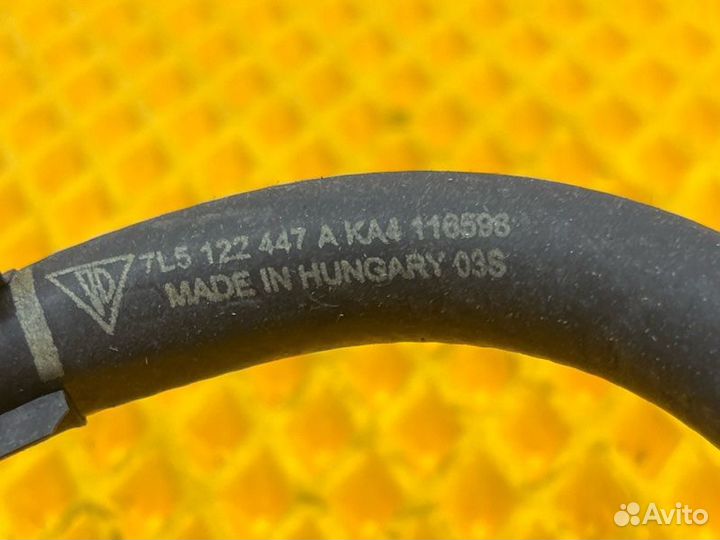 7L5 122 447 A KA4 116598
MADE IN HUNGARY 03S
Avito